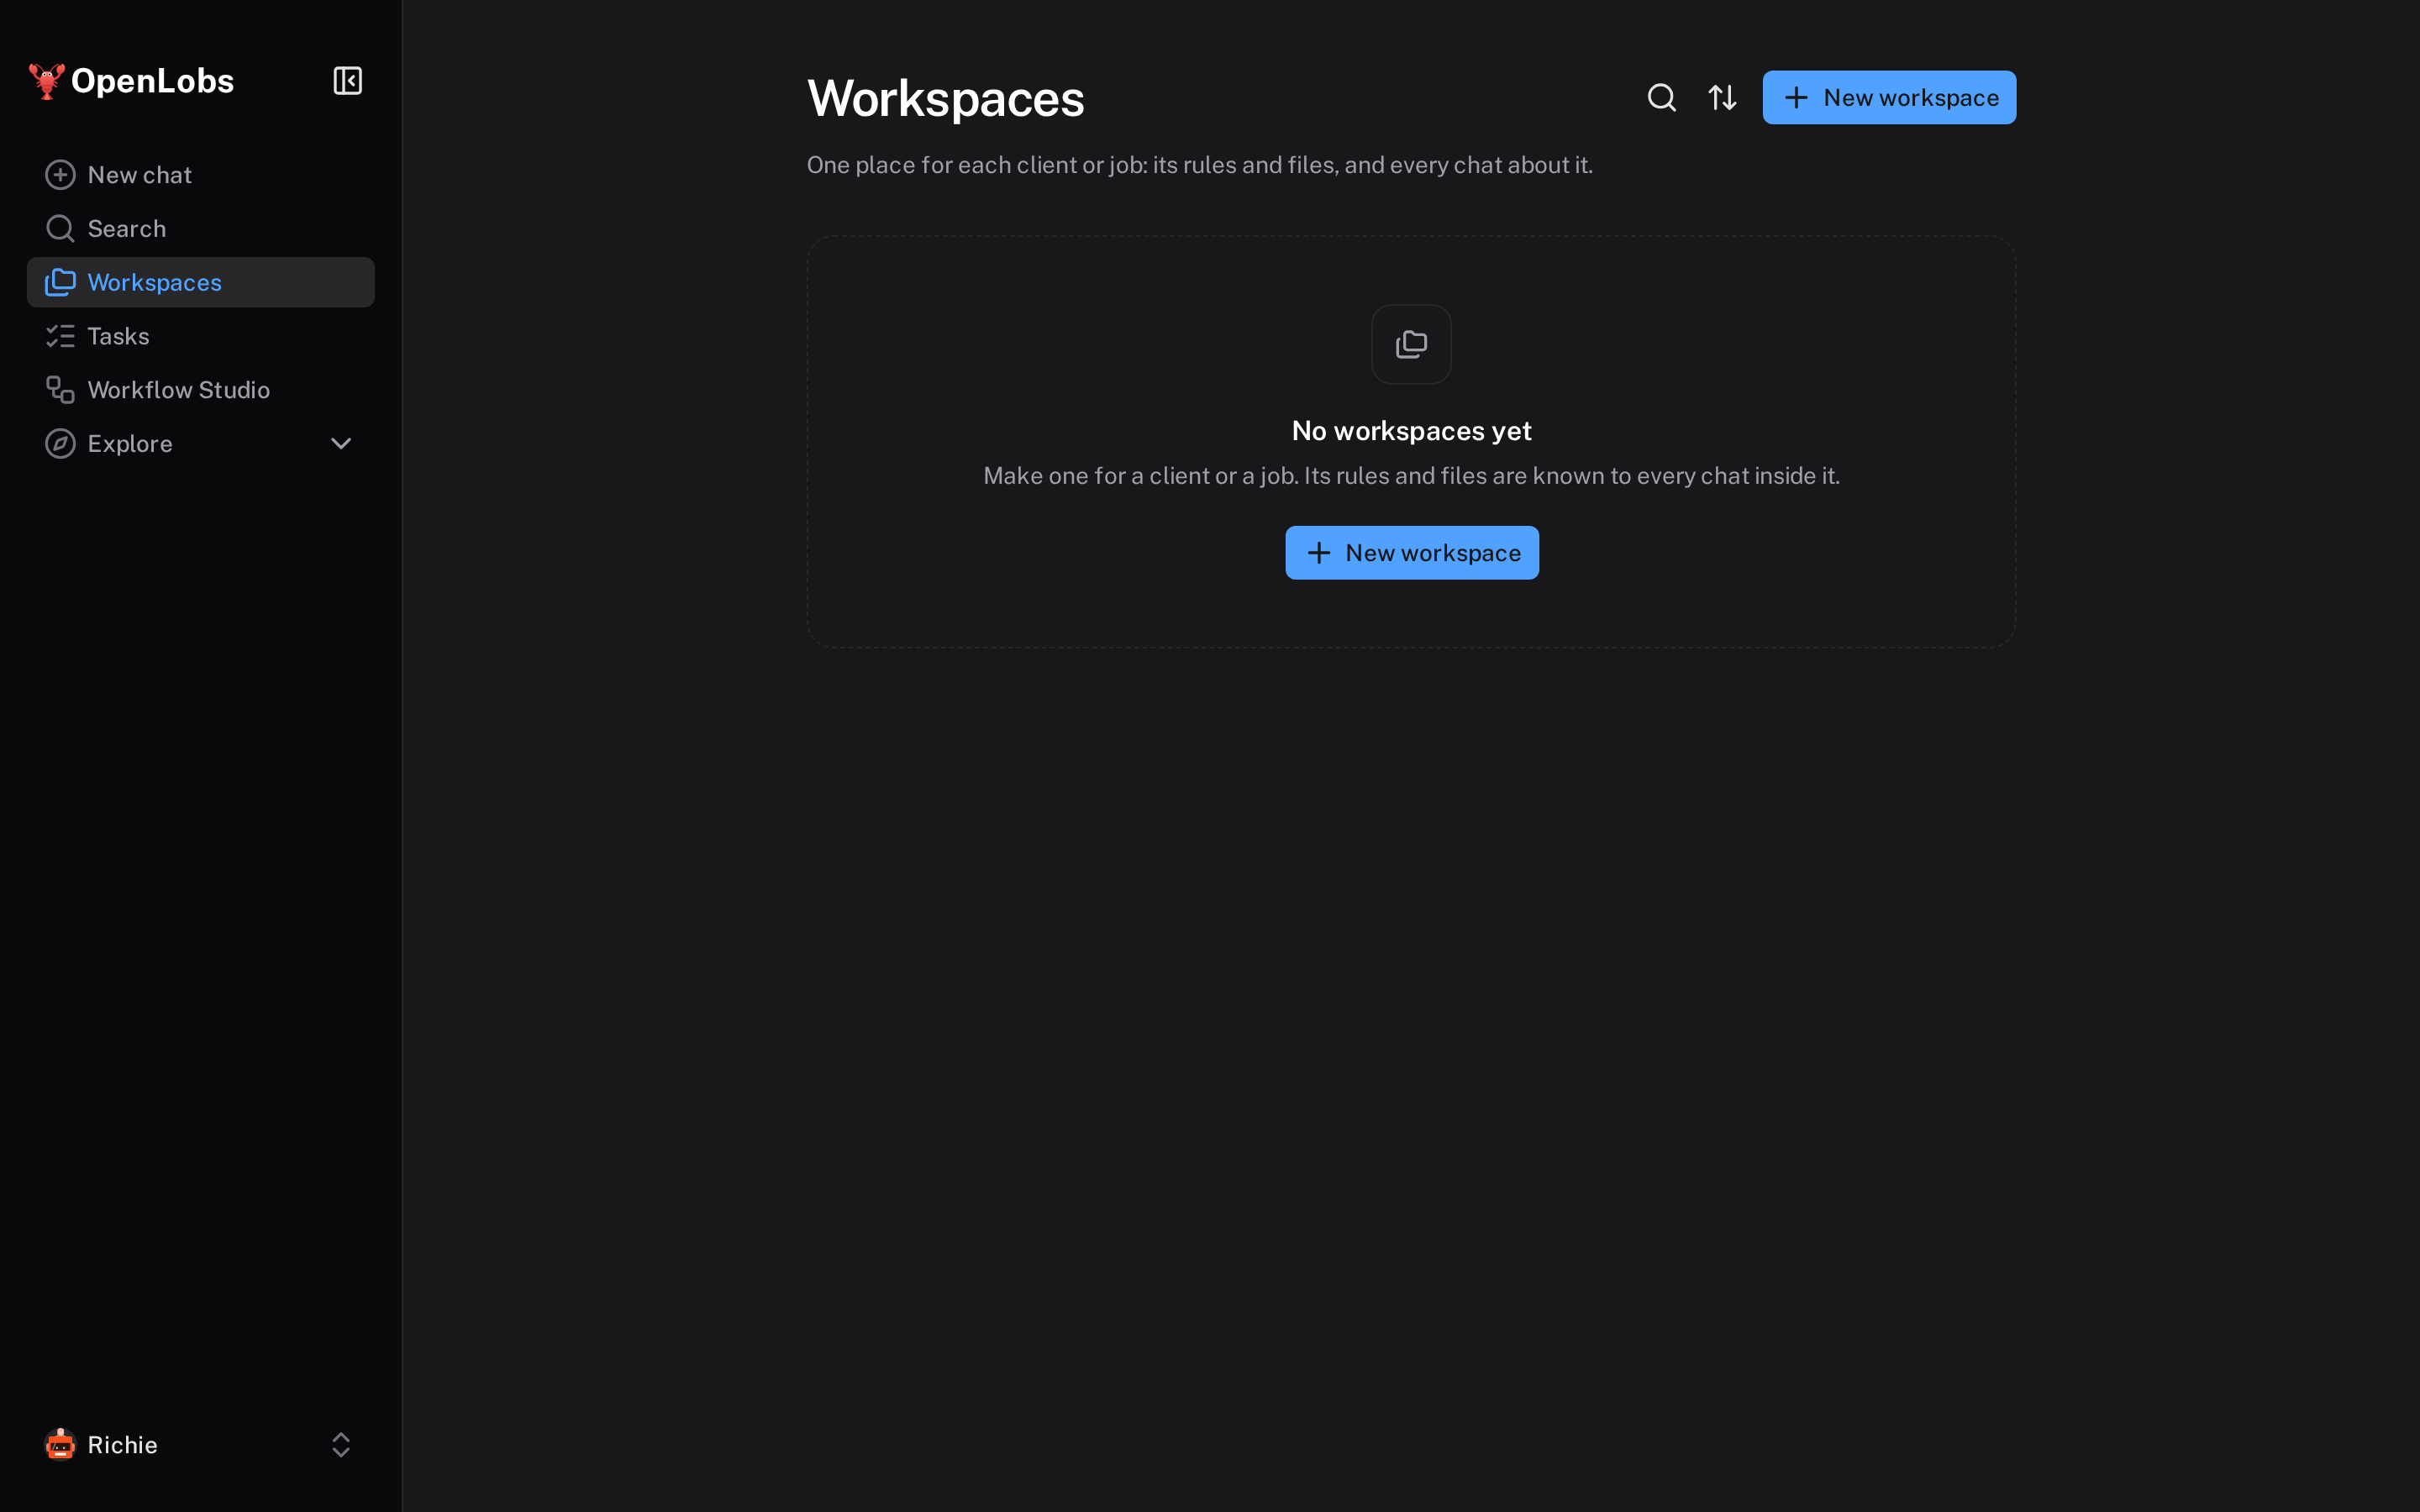 OpenLobs
New chat
Search
Workspaces
Tasks
Workflow Studio
Explore
Richie
Workspaces
New workspace
One place for each client or job: its rules and files, and every chat about it.
No workspaces yet
Make one for a client or a job. Its rules and files are known to every chat inside it.
New workspace